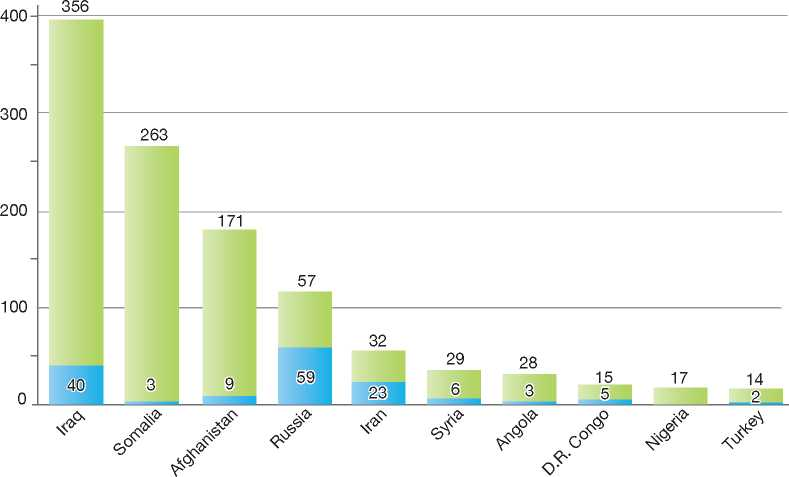 356
400
263
300
171
200
57
100
32
29
28
15
17
14
40
3
9
59
23
6
3
5
2
0
Iraq
Somalia
Afghanistan
Russia
Iran
Syria
Angola
D.R. Congo
Nigeria
Turkey